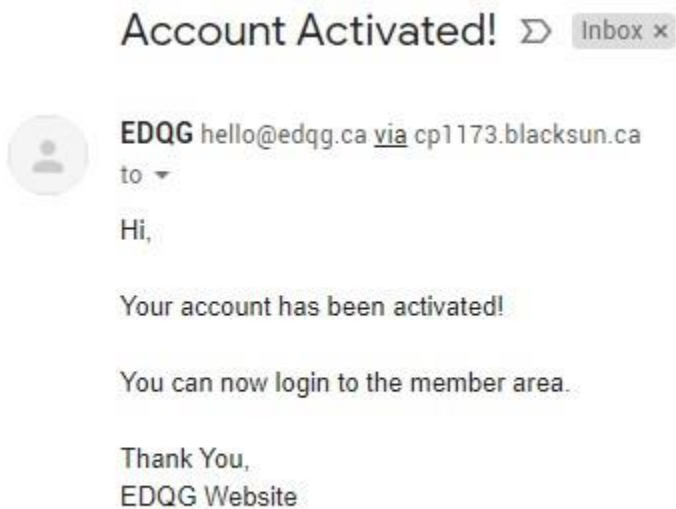 Account Activated! Inbox ×
EDQG hello@edqg.ca via cp1173.blacksun.ca
to
Hi,
Your account has been activated!
You can now login to the member area.
Thank You,
EDQG Website